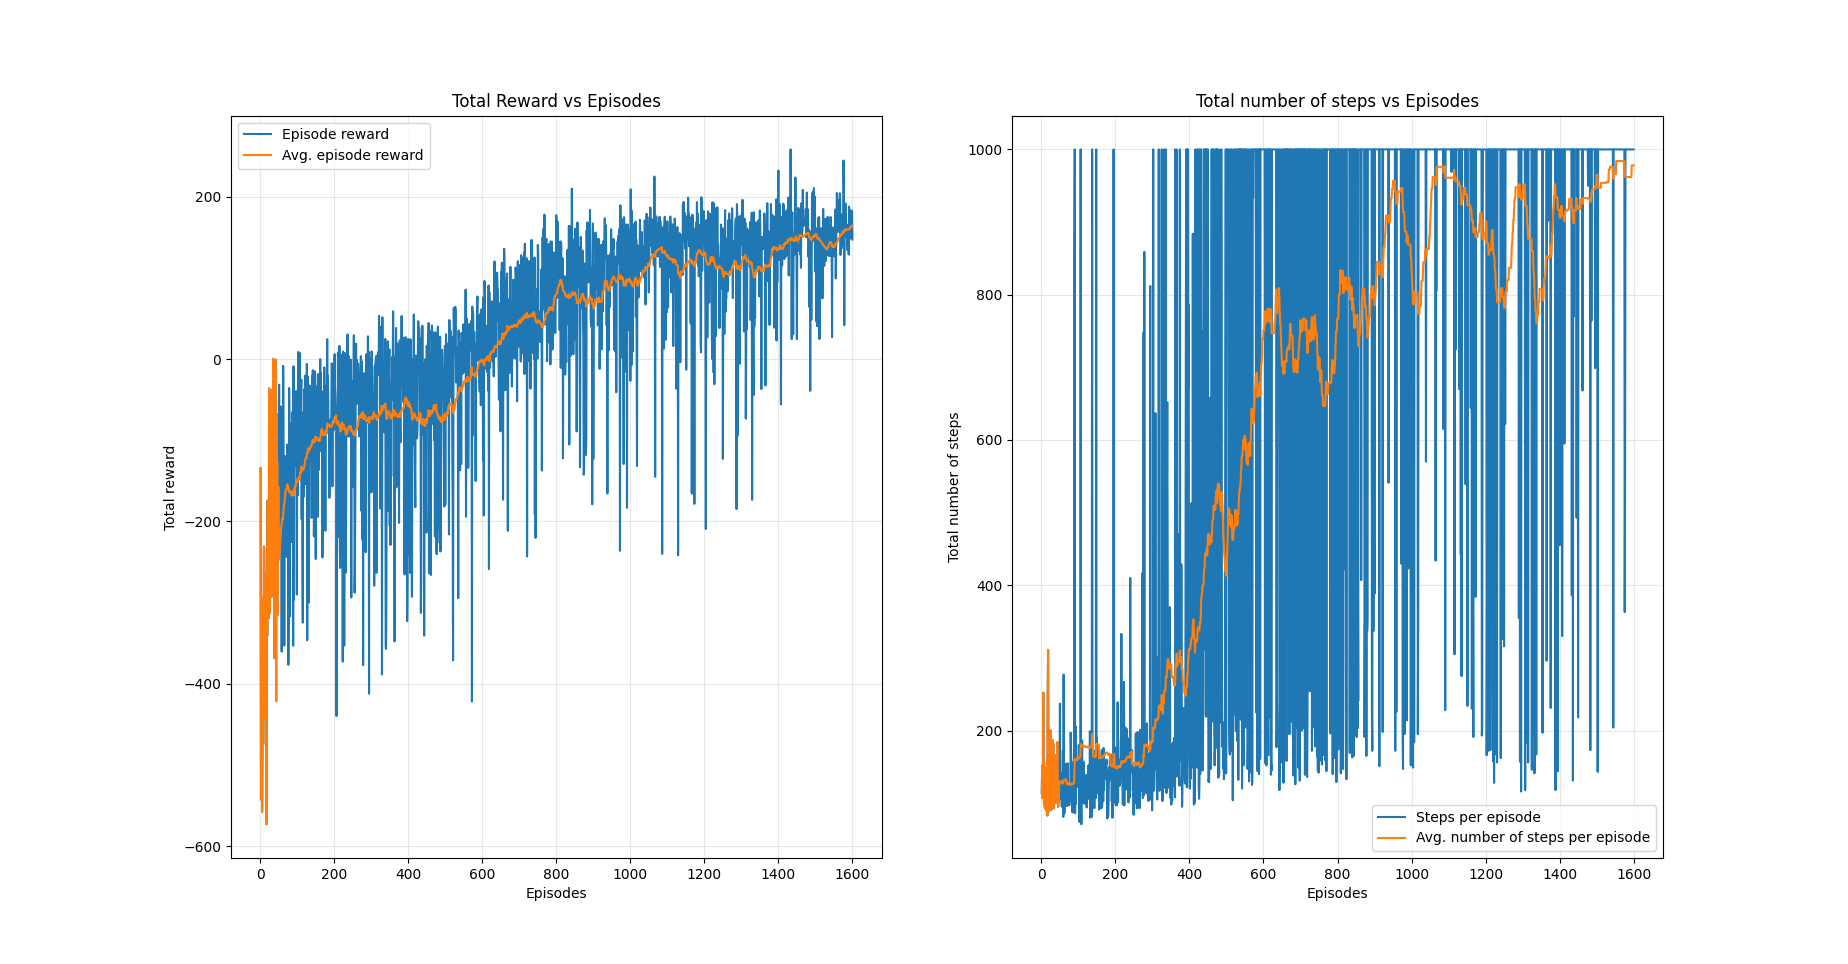 Total Reward vs Episodes
Episode reward
Avg. episode reward
200
0
−200
−400
−600
Total reward
0
200
400
600
800
1000
1200
1400
1600
Episodes
Total number of steps vs Episodes
1000
800
600
400
200
Total number of steps
Steps per episode
Avg. number of steps per episode
0
200
400
600
800
1000
1200
1400
1600
Episodes